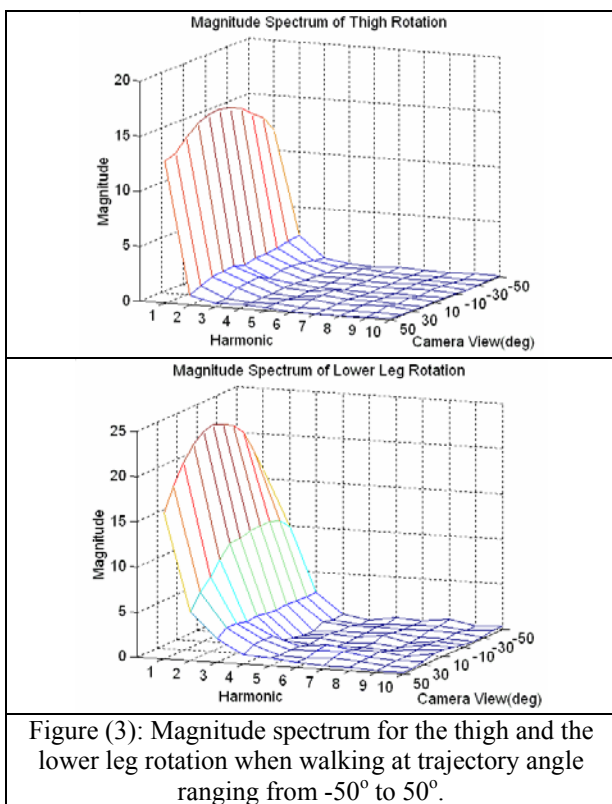 Magnitude Spectrum of Thigh Rotation
20
15
10
5
0
Magnitude
1 2 3 4 5 6 7 8 9 10
Harmonic
50 30 10 -10 -30 -50
Camera View(deg)
Magnitude Spectrum of Lower Leg Rotation
25
20
15
10
5
0
Magnitude
1 2 3 4 5 6 7 8 9 10
Harmonic
50 30 10 -10 -30 -50
Camera View(deg)
Figure (3): Magnitude spectrum for the thigh and the
lower leg rotation when walking at trajectory angle
ranging from -50º to 50º.